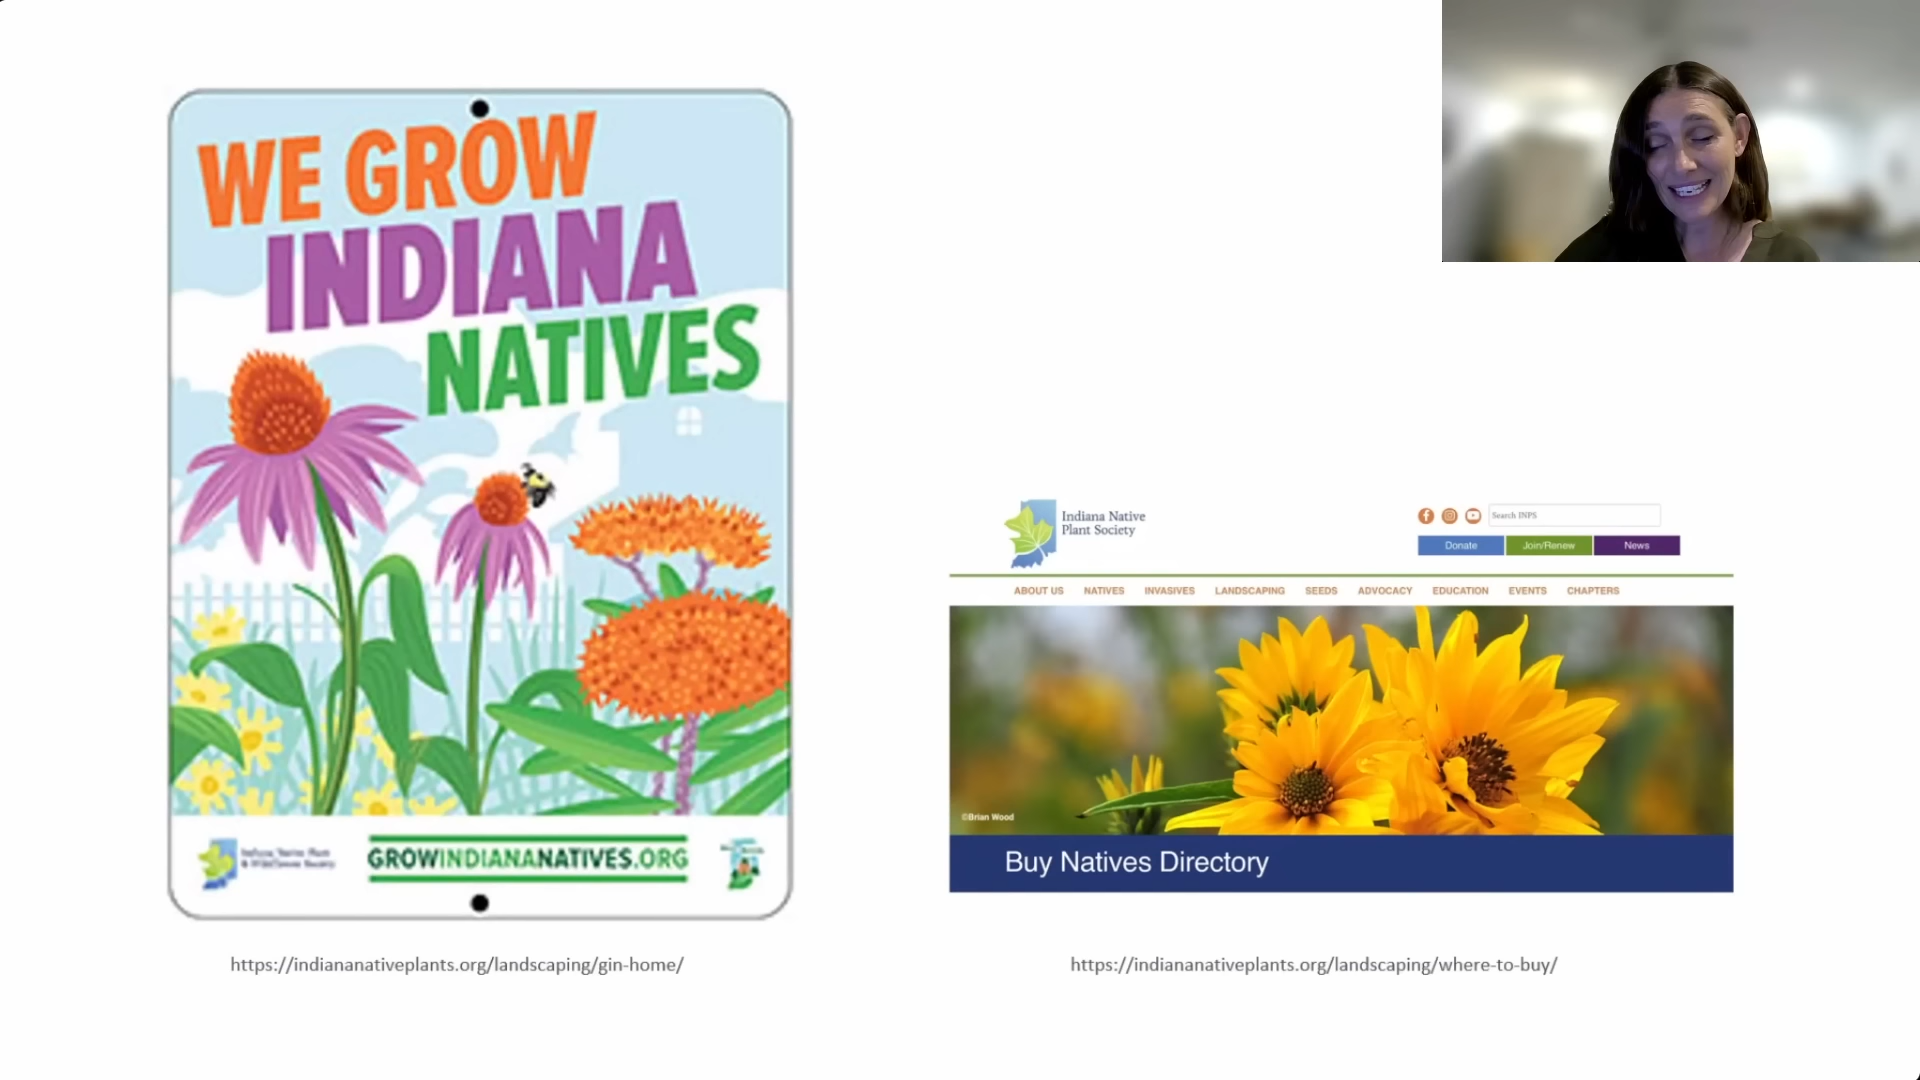 WE GROW
INDIANA
NATIVES
GROWINDIANANATIVES.ORG
https://indiananativeplants.org/landscaping/gin-home/
Indiana Native
Plant Society
Search INPS
Donate
Join/Renew
News
ABOUT US
NATIVES
INVASIVES
LANDSCAPING
SEEDS
ADVOCACY
EDUCATION
EVENTS
CHAPTERS
©Brian Wood
Buy Natives Directory
https://indiananativeplants.org/landscaping/where-to-buy/